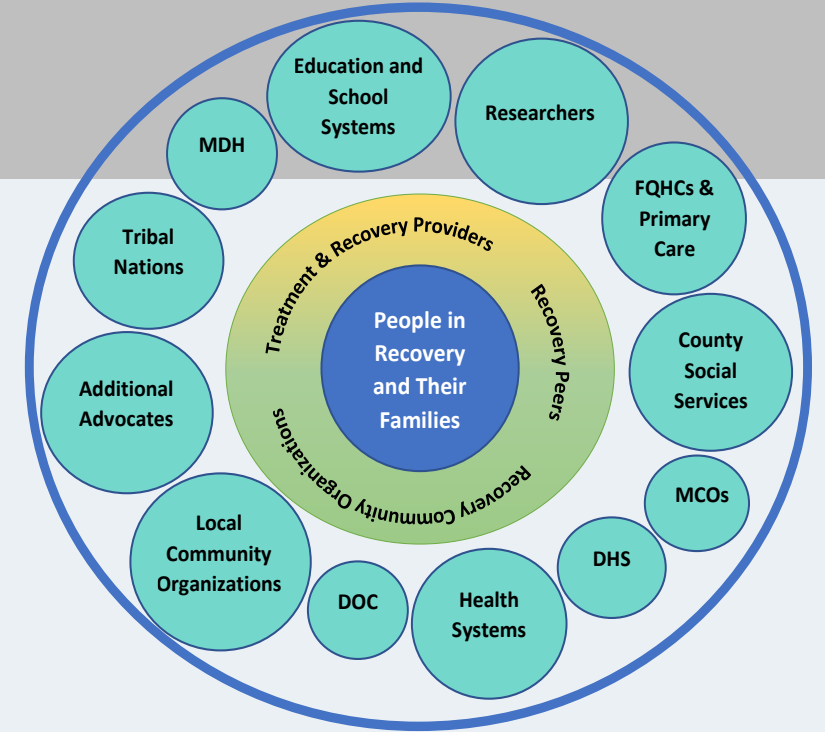 Education and
School
Systems
Researchers
MDH
FQHCs &
Primary
Care
Tribal
Nations
Treatment & Recovery Providers
Recovery Peers
Recovery Community Organizations
People in
Recovery
and Their
Families
County
Social
Services
Additional
Advocates
MCOs
Local
Community
Organizations
DHS
DOC
Health
Systems